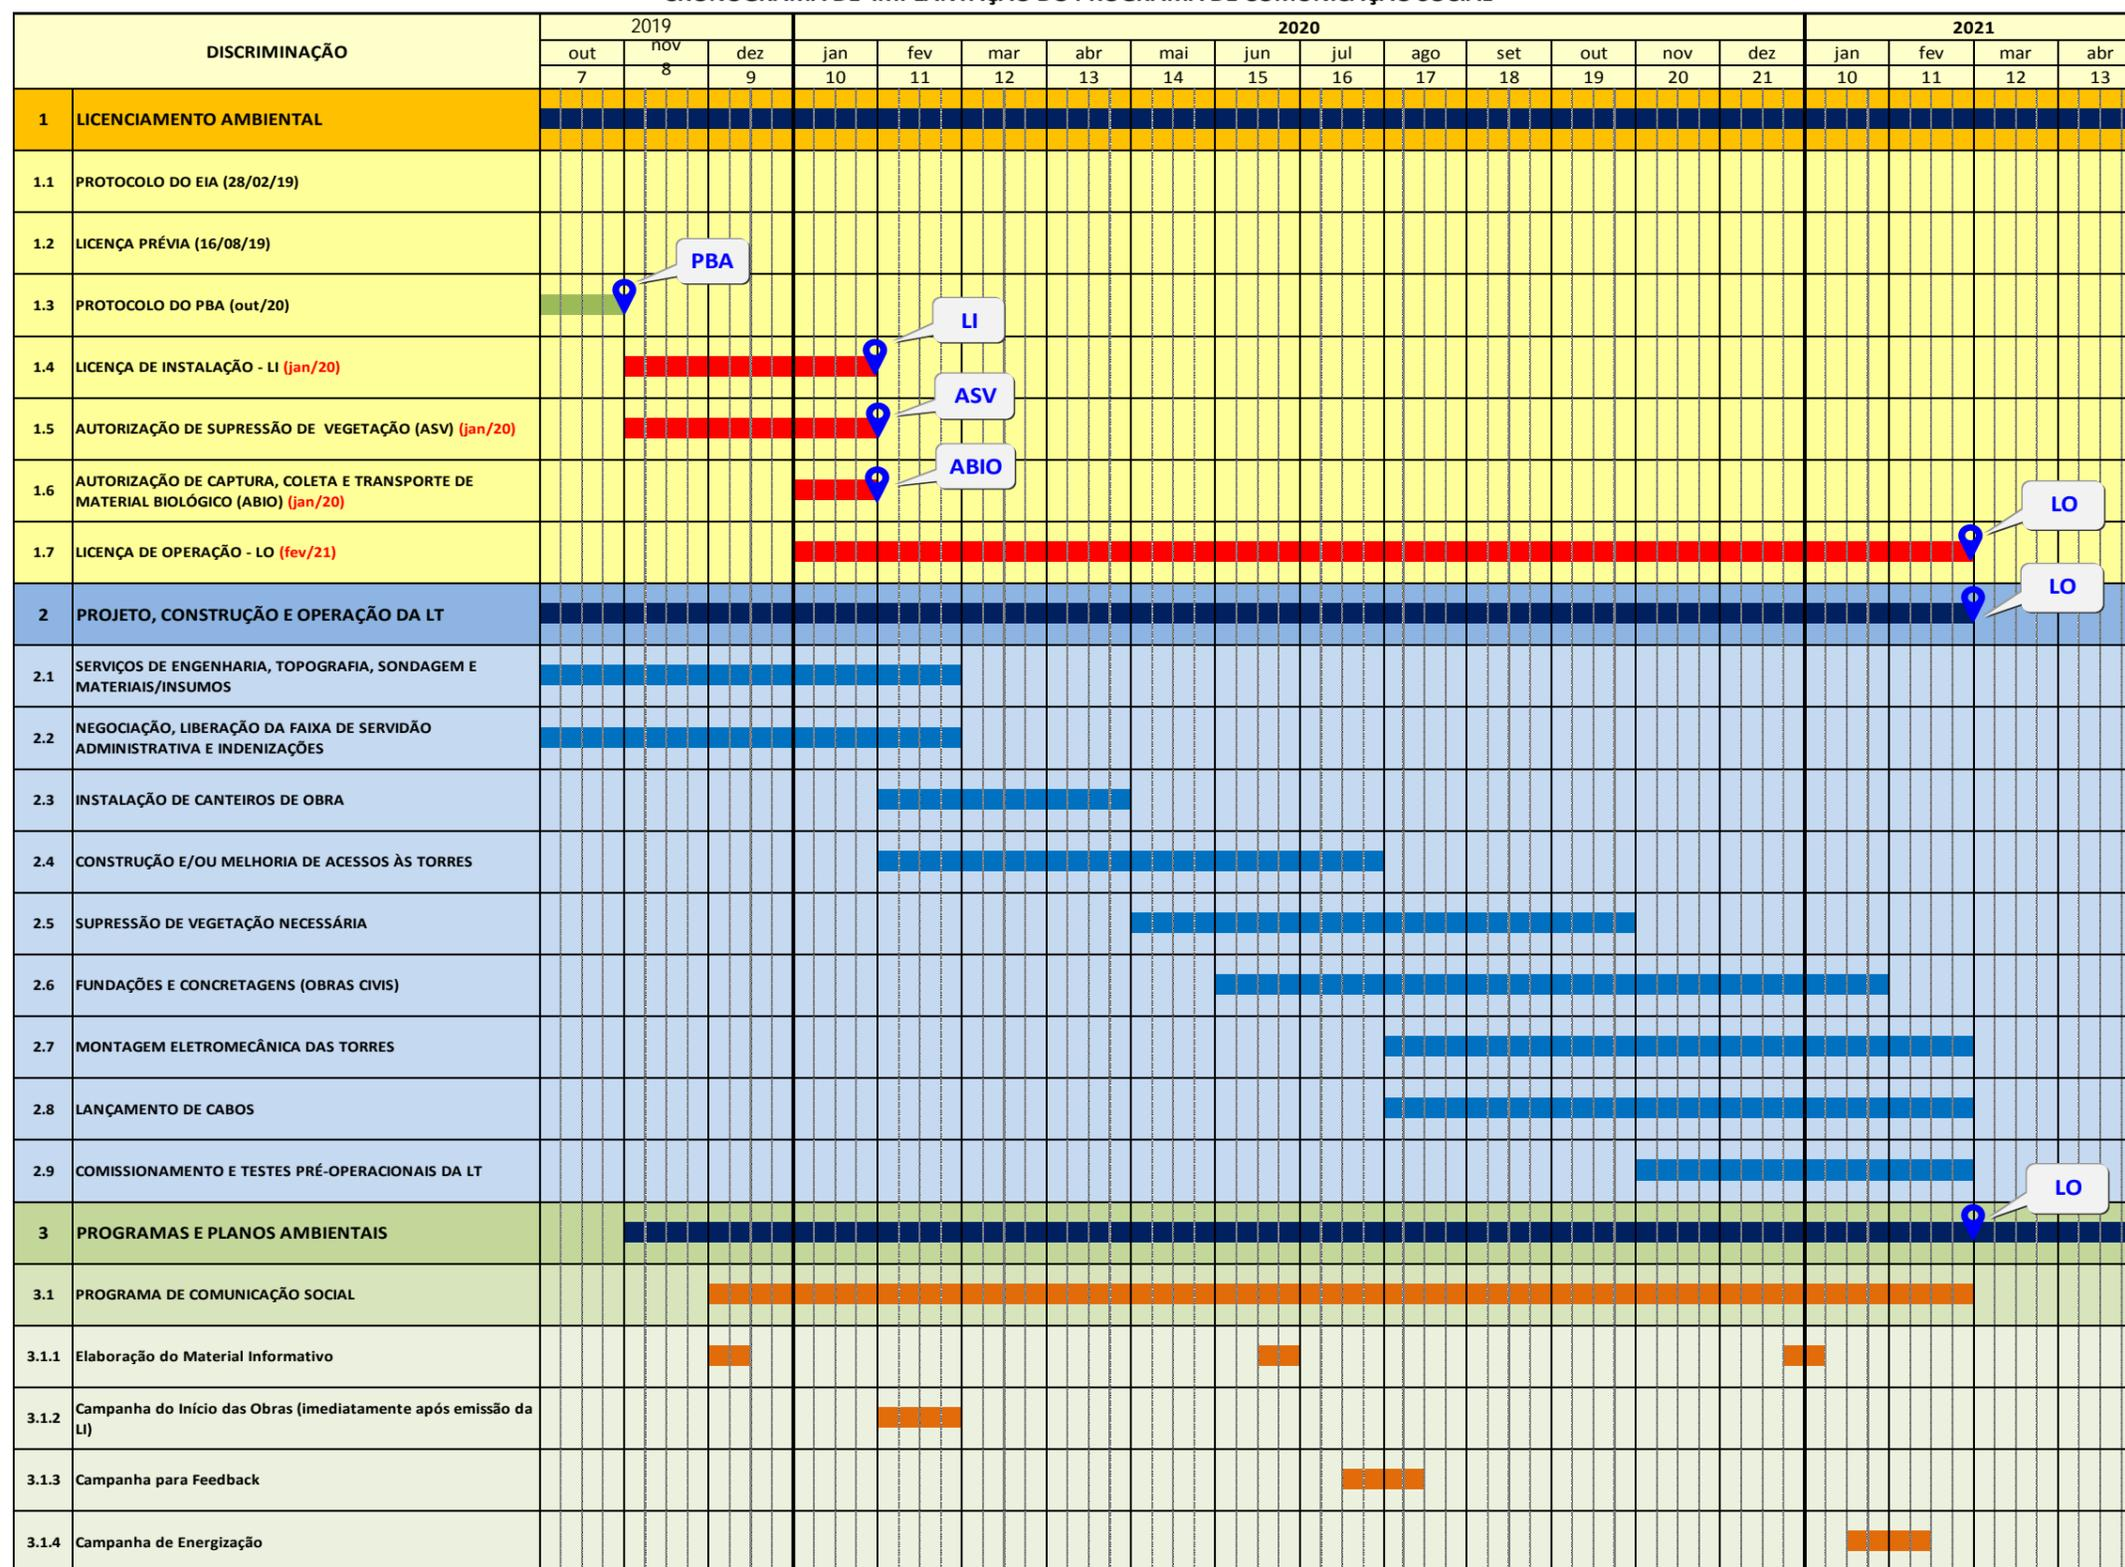 CRONOGRAMA DE IMPLANTAÇÃO DO PROGRAMA DE COMUNICAÇÃO SOCIAL
DISCRIMINAÇÃO
2019 2020 2021
out nov dez jan fev mar abr mai jun jul ago set out nov dez jan fev mar abr
7 8 9 10 11 12 13 14 15 16 17 18 19 20 21 10 11 12 13
1 LICENCIAMENTO AMBIENTAL
1.1 PROTOCOLO DO EIA (28/02/19)
1.2 LICENÇA PRÉVIA (16/08/19)
PBA
1.3 PROTOCOLO DO PBA (out/20)
LI
1.4 LICENÇA DE INSTALAÇÃO - LI (jan/20)
ASV
1.5 AUTORIZAÇÃO DE SUPRESSÃO DE VEGETAÇÃO (ASV) (jan/20)
ABIO
1.6 AUTORIZAÇÃO DE CAPTURA, COLETA E TRANSPORTE DE
MATERIAL BIOLÓGICO (ABIO) (jan/20)
LO
1.7 LICENÇA DE OPERAÇÃO - LO (fev/21)
LO
2 PROJETO, CONSTRUÇÃO E OPERAÇÃO DA LT
2.1 SERVIÇOS DE ENGENHARIA, TOPOGRAFIA, SONDAGEM E
MATERIAIS/INSUMOS
2.2 NEGOCIAÇÃO, LIBERAÇÃO DA FAIXA DE SERVIDÃO
ADMINISTRATIVA E INDENIZAÇÕES
2.3 INSTALAÇÃO DE CANTEIROS DE OBRA
2.4 CONSTRUÇÃO E/OU MELHORIA DE ACESSOS ÀS TORRES
2.5 SUPRESSÃO DE VEGETAÇÃO NECESSÁRIA
2.6 FUNDAÇÕES E CONCRETAGENS (OBRAS CIVIS)
2.7 MONTAGEM ELETROMECÂNICA DAS TORRES
2.8 LANÇAMENTO DE CABOS
2.9 COMISSIONAMENTO E TESTES PRÉ-OPERACIONAIS DA LT
LO
3 PROGRAMAS E PLANOS AMBIENTAIS
3.1 PROGRAMA DE COMUNICAÇÃO SOCIAL
3.1.1 Elaboração do Material Informativo
3.1.2 Campanha do Início das Obras (imediatamente após emissão da
LI)
3.1.3 Campanha para Feedback
3.1.4 Campanha de Energização